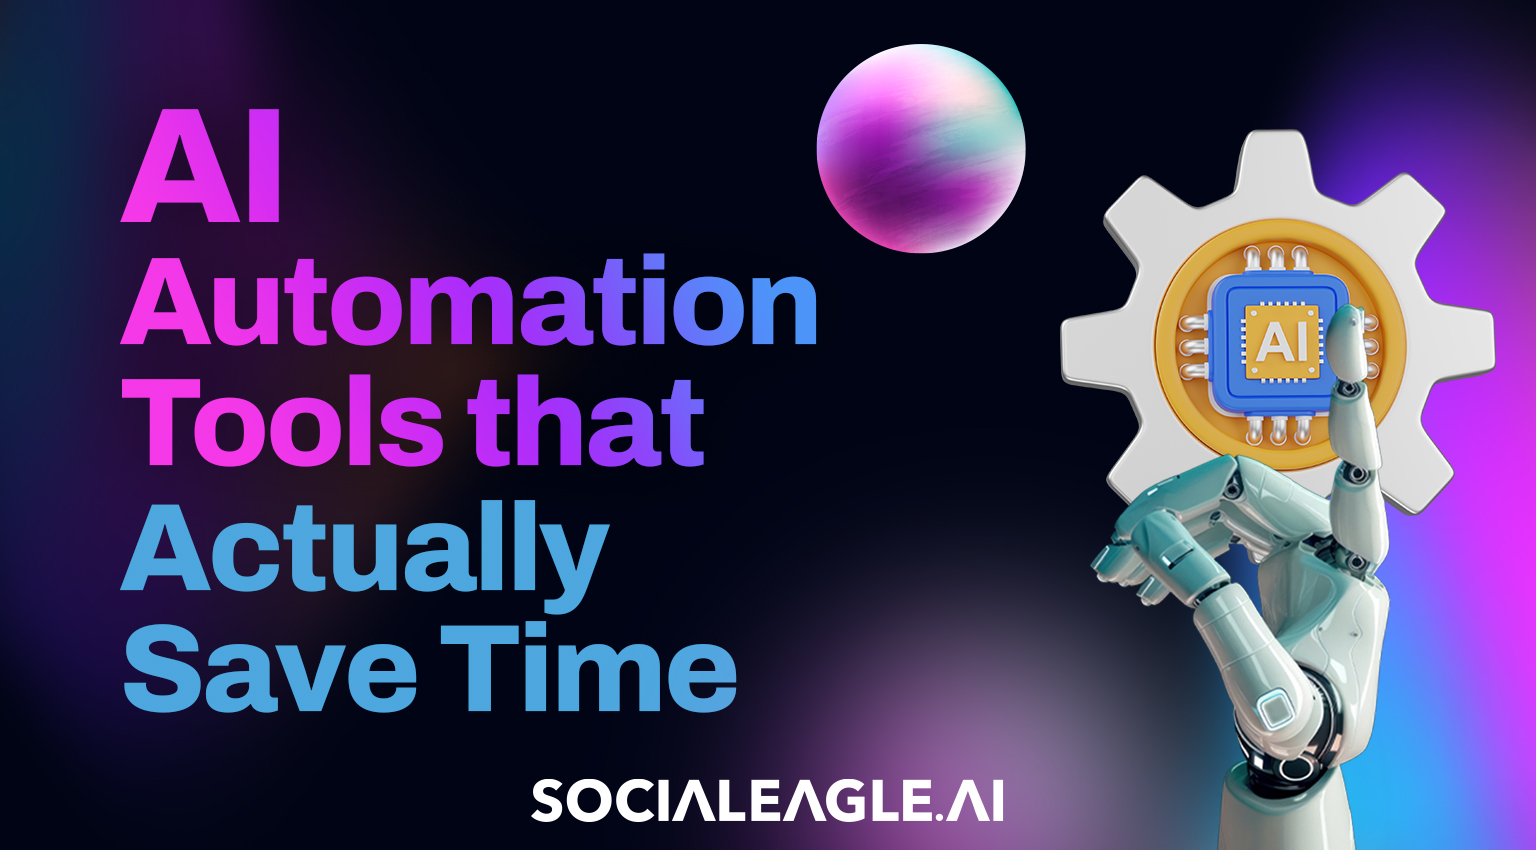 AI
Automation
Tools that
Actually
Save Time
AI
SOCIALEAGLE.AI